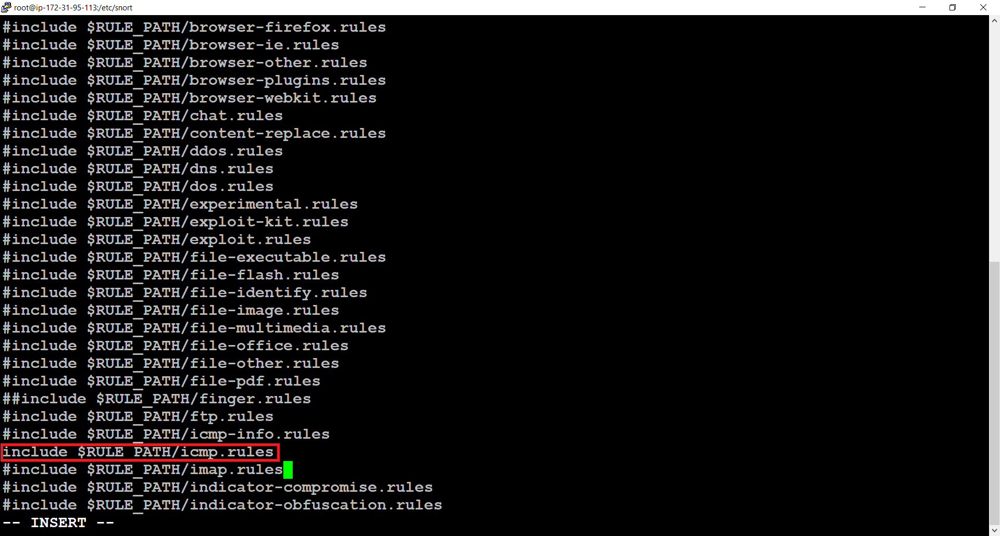 root@ip-172-31-95-113:/etc/snort
#include $RULE_PATH/browser-firefox.rules
#include $RULE_PATH/browser-ie.rules
#include $RULE_PATH/browser-other.rules
#include $RULE_PATH/browser-plugins.rules
#include $RULE_PATH/browser-webkit.rules
#include $RULE_PATH/chat.rules
#include $RULE_PATH/content-replace.rules
#include $RULE_PATH/ddos.rules
#include $RULE_PATH/dns.rules
#include $RULE_PATH/dos.rules
#include $RULE_PATH/experimental.rules
#include $RULE_PATH/exploit-kit.rules
#include $RULE_PATH/exploit.rules
#include $RULE_PATH/file-executable.rules
#include $RULE_PATH/file-flash.rules
#include $RULE_PATH/file-identify.rules
#include $RULE_PATH/file-image.rules
#include $RULE_PATH/file-multimedia.rules
#include $RULE_PATH/file-office.rules
#include $RULE_PATH/file-other.rules
#include $RULE_PATH/file-pdf.rules
##include $RULE_PATH/finger.rules
#include $RULE_PATH/ftp.rules
#include $RULE_PATH/icmp-info.rules
include $RULE PATH/icmp.rules
#include $RULE_PATH/imap.rules
#include $RULE_PATH/indicator-compromise.rules
#include $RULE_PATH/indicator-obfuscation.rules
-- INSERT --